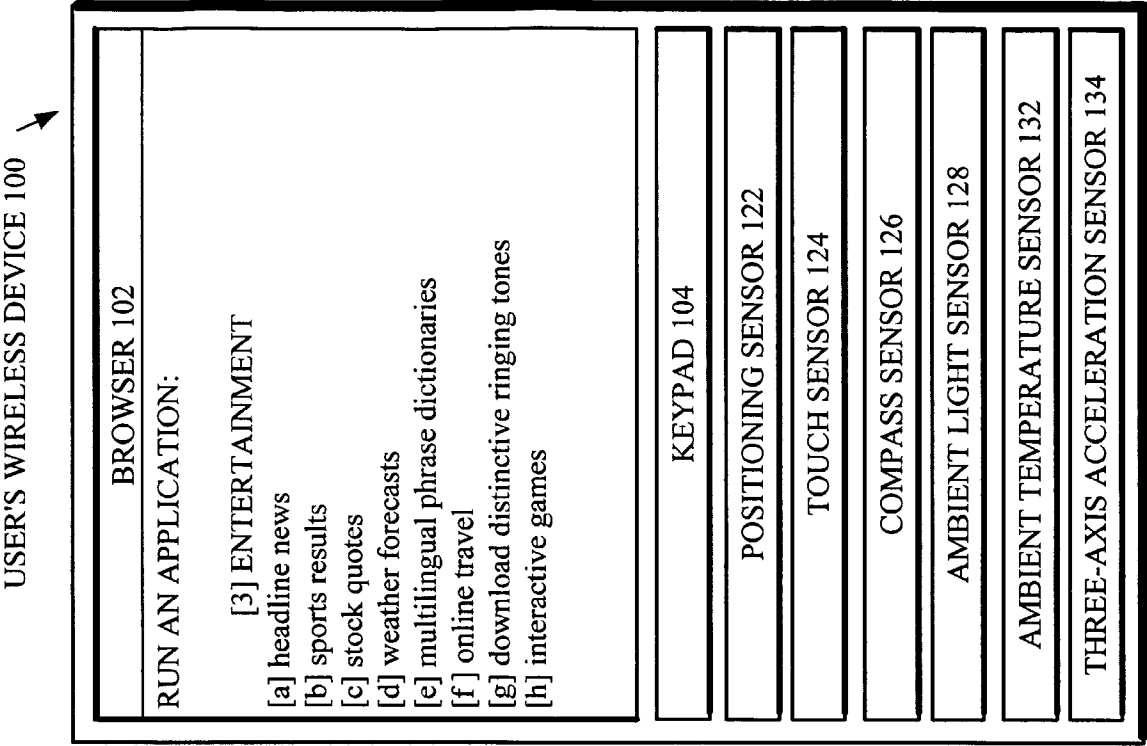 USER'S WIRELESS DEVICE 100
BROWSER 102
RUN AN APPLICATION:
[3] ENTERTAINMENT
[a] headline news
[b] sports results
[c] stock quotes
[d] weather forecasts
[e] multilingual phrase dictionaries
[f ] online travel
[g] download distinctive ringing tones
[h] interactive games
KEYPAD 104
POSITIONING SENSOR 122
TOUCH SENSOR 124
COMPASS SENSOR 126
AMBIENT LIGHT SENSOR 128
AMBIENT TEMPERATURE SENSOR 132
THREE-AXIS ACCELERATION SENSOR 134